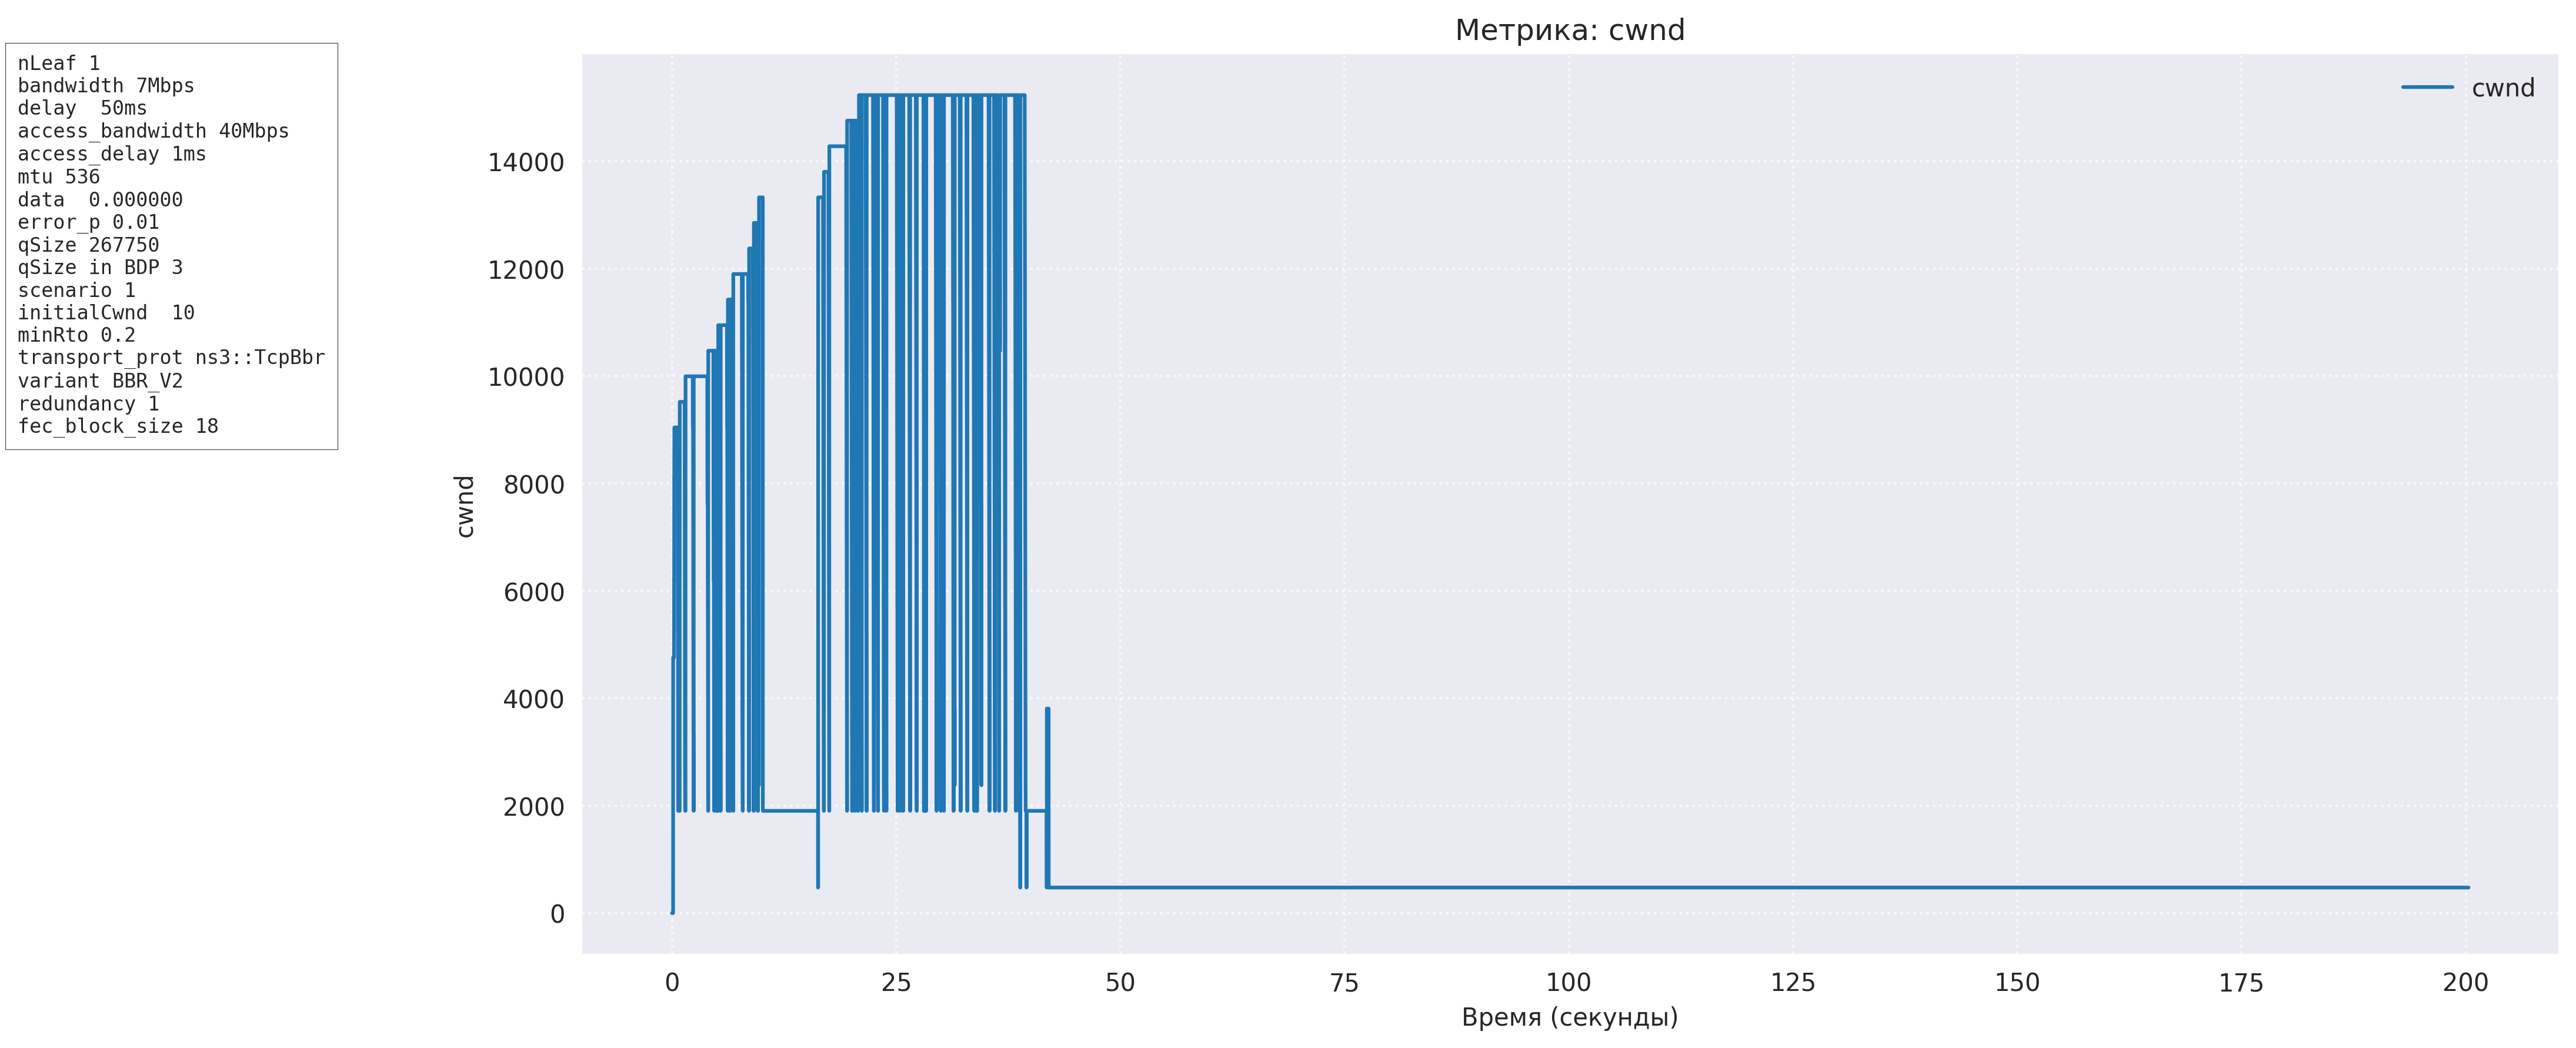 Метрика: cwnd
nLeaf 1
bandwidth 7Mbps
delay  50ms
access_bandwidth 40Mbps
access_delay 1ms
mtu 536
data  0.000000
error_p 0.01
qSize 267750
qSize in BDP 3
scenario 1
initialCwnd  10
minRto 0.2
transport_prot ns3::TcpBbr
variant BBR_V2
redundancy 1
fec_block_size 18
cwnd
14000
12000
10000
8000
6000
4000
2000
0
cwnd
0 25 50 75 100 125 150 175 200
Время (секунды)